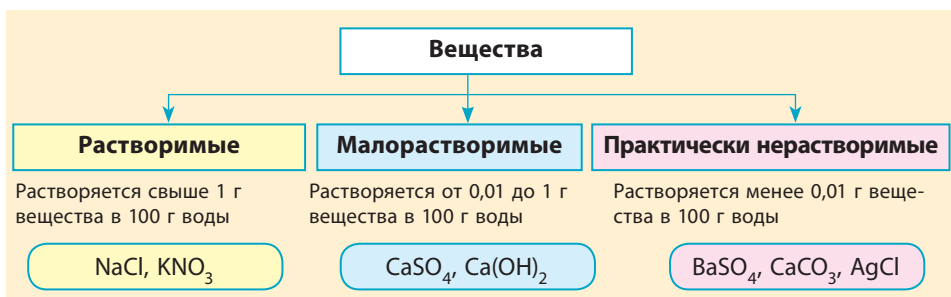 Вещества
Растворимые
Малорастворимые
Практически нерастворимые
Растворяется свыше 1 г
вещества в 100 г воды
Растворяется от 0,01 до 1 г
вещества в 100 г воды
Растворяется менее 0,01 г веще-
ства в 100 г воды
NaCl, KNO₃
CaSO₄, Ca(OH)₂
BaSO₄, CaCO₃, AgCl